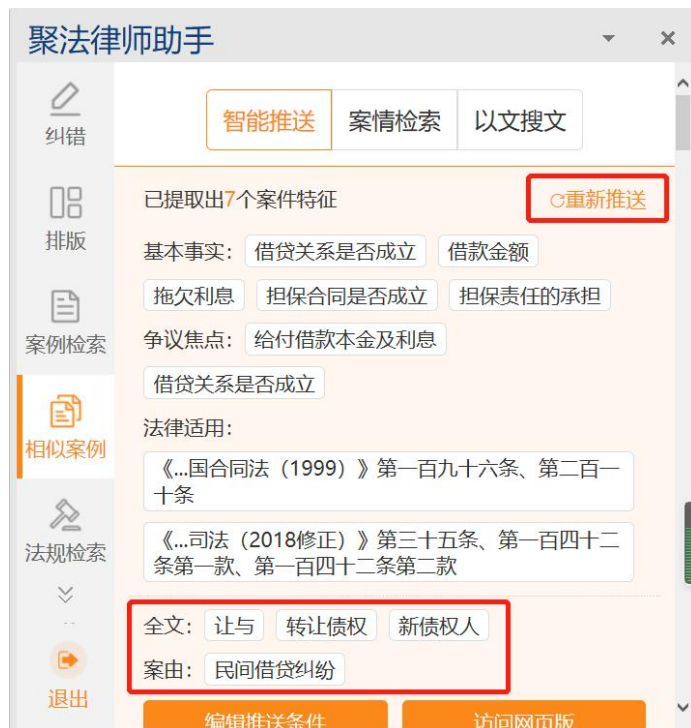 聚法律师助手
纠错
智能推送 案情检索 以文搜文
已提取出7个案件特征 重新推送
排版
基本事实: 借贷关系是否成立 借款金额
拖欠利息 担保合同是否成立 担保责任的承担
案例检索
争议焦点: 给付借款本金及利息
借贷关系是否成立
相似案例
法律适用:
《...国合同法（1999）》第一百九十六条、第二百一
十条
法规检索
《...司法（2018修正）》第三十五条、第一百四十二
条第一款、第一百四十二条第二款
全文: 让与 转让债权 新债权人
案由: 民间借贷纠纷
退出
编辑推送条件 访问网页版